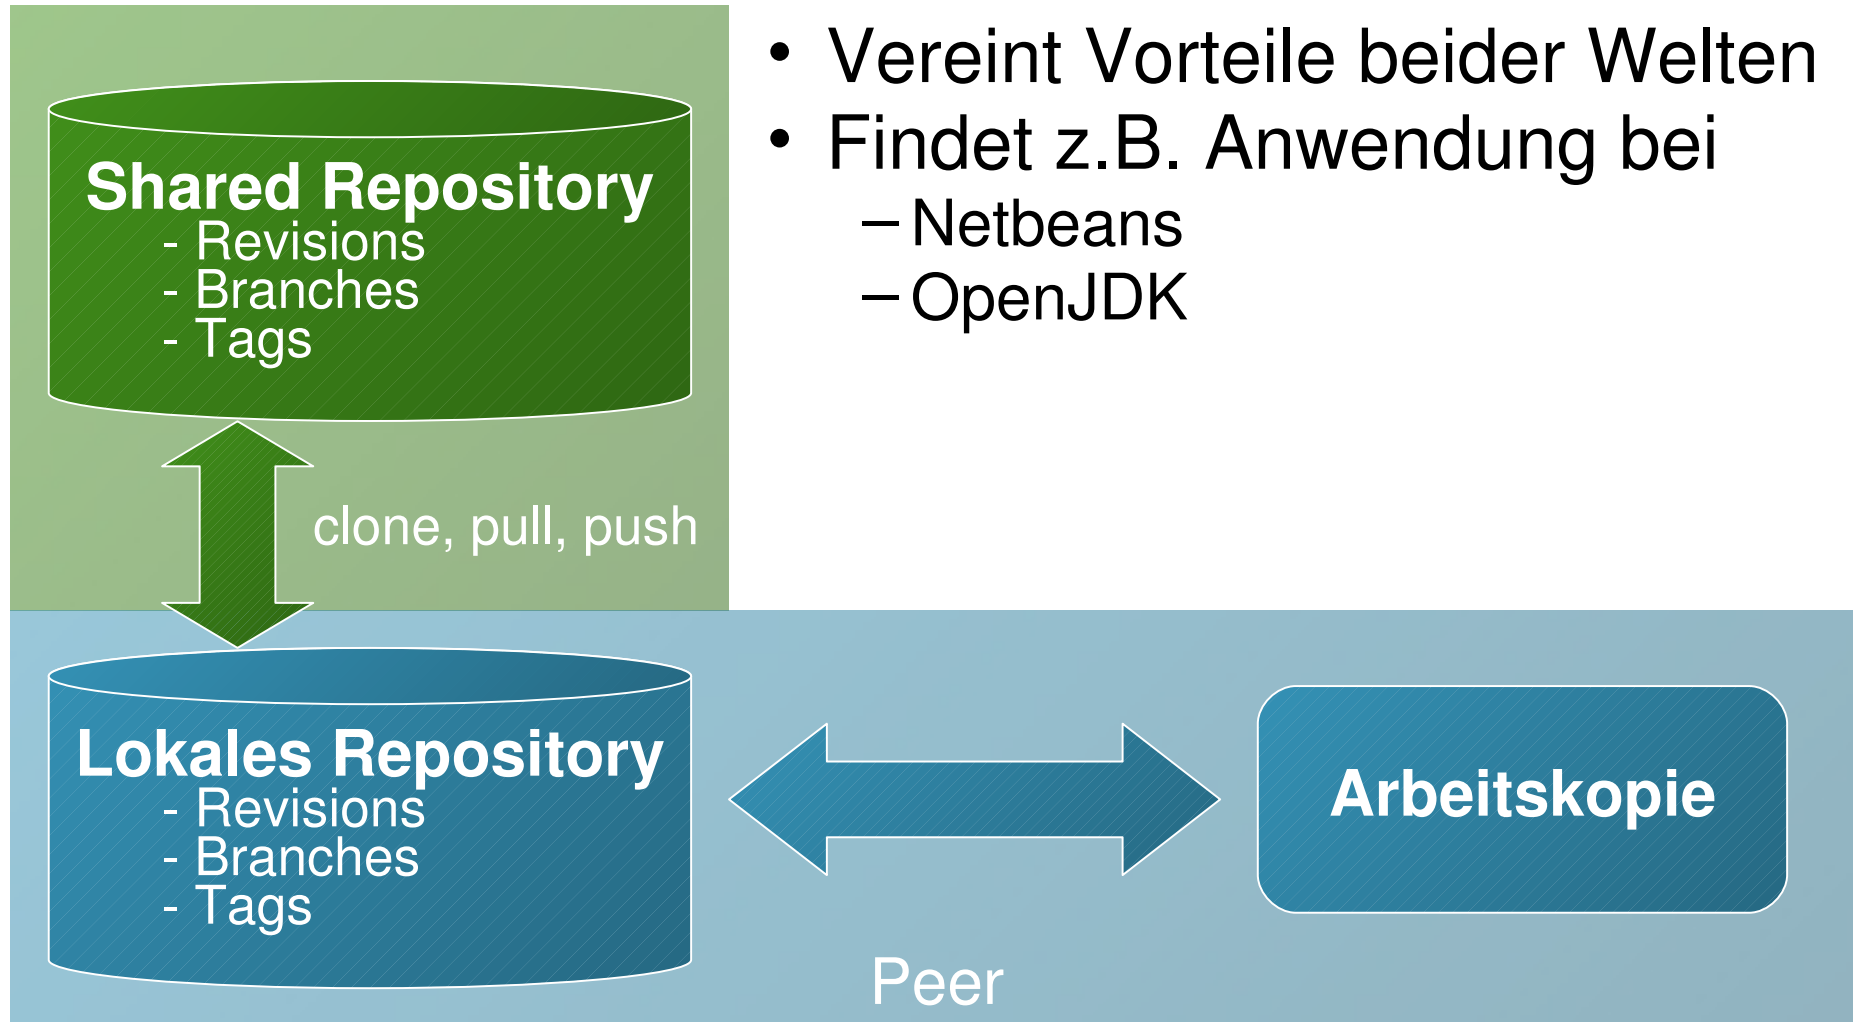 Shared Repository
- Revisions
- Branches
- Tags
clone, pull, push
• Vereint Vorteile beider Welten
• Findet z.B. Anwendung bei
– Netbeans
– OpenJDK
Lokales Repository
- Revisions
- Branches
- Tags
Arbeitskopie
Peer